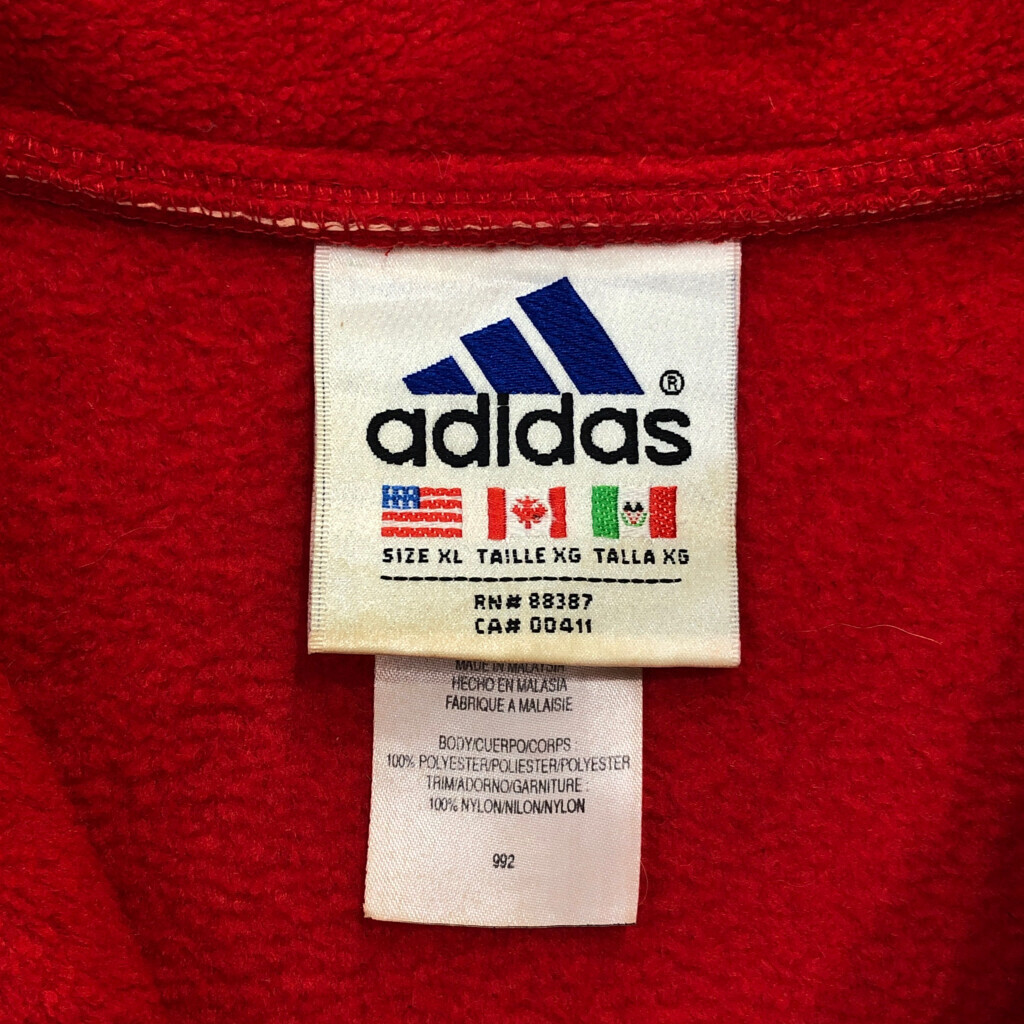 ®
adidas
SIZE XL TAILLE XG TALLA XG
RN# 88387
CA# 00411
MADE IN MALAYSIA
HECHO EN MALASIA
FABRIQUE A MALAISIE
BODY/CUERPO/CORPS :
100% POLYESTER/POLIESTER/POLYESTER
TRIM/ADORNO/GARNITURE :
100% NYLON/NILON/NYLON
992